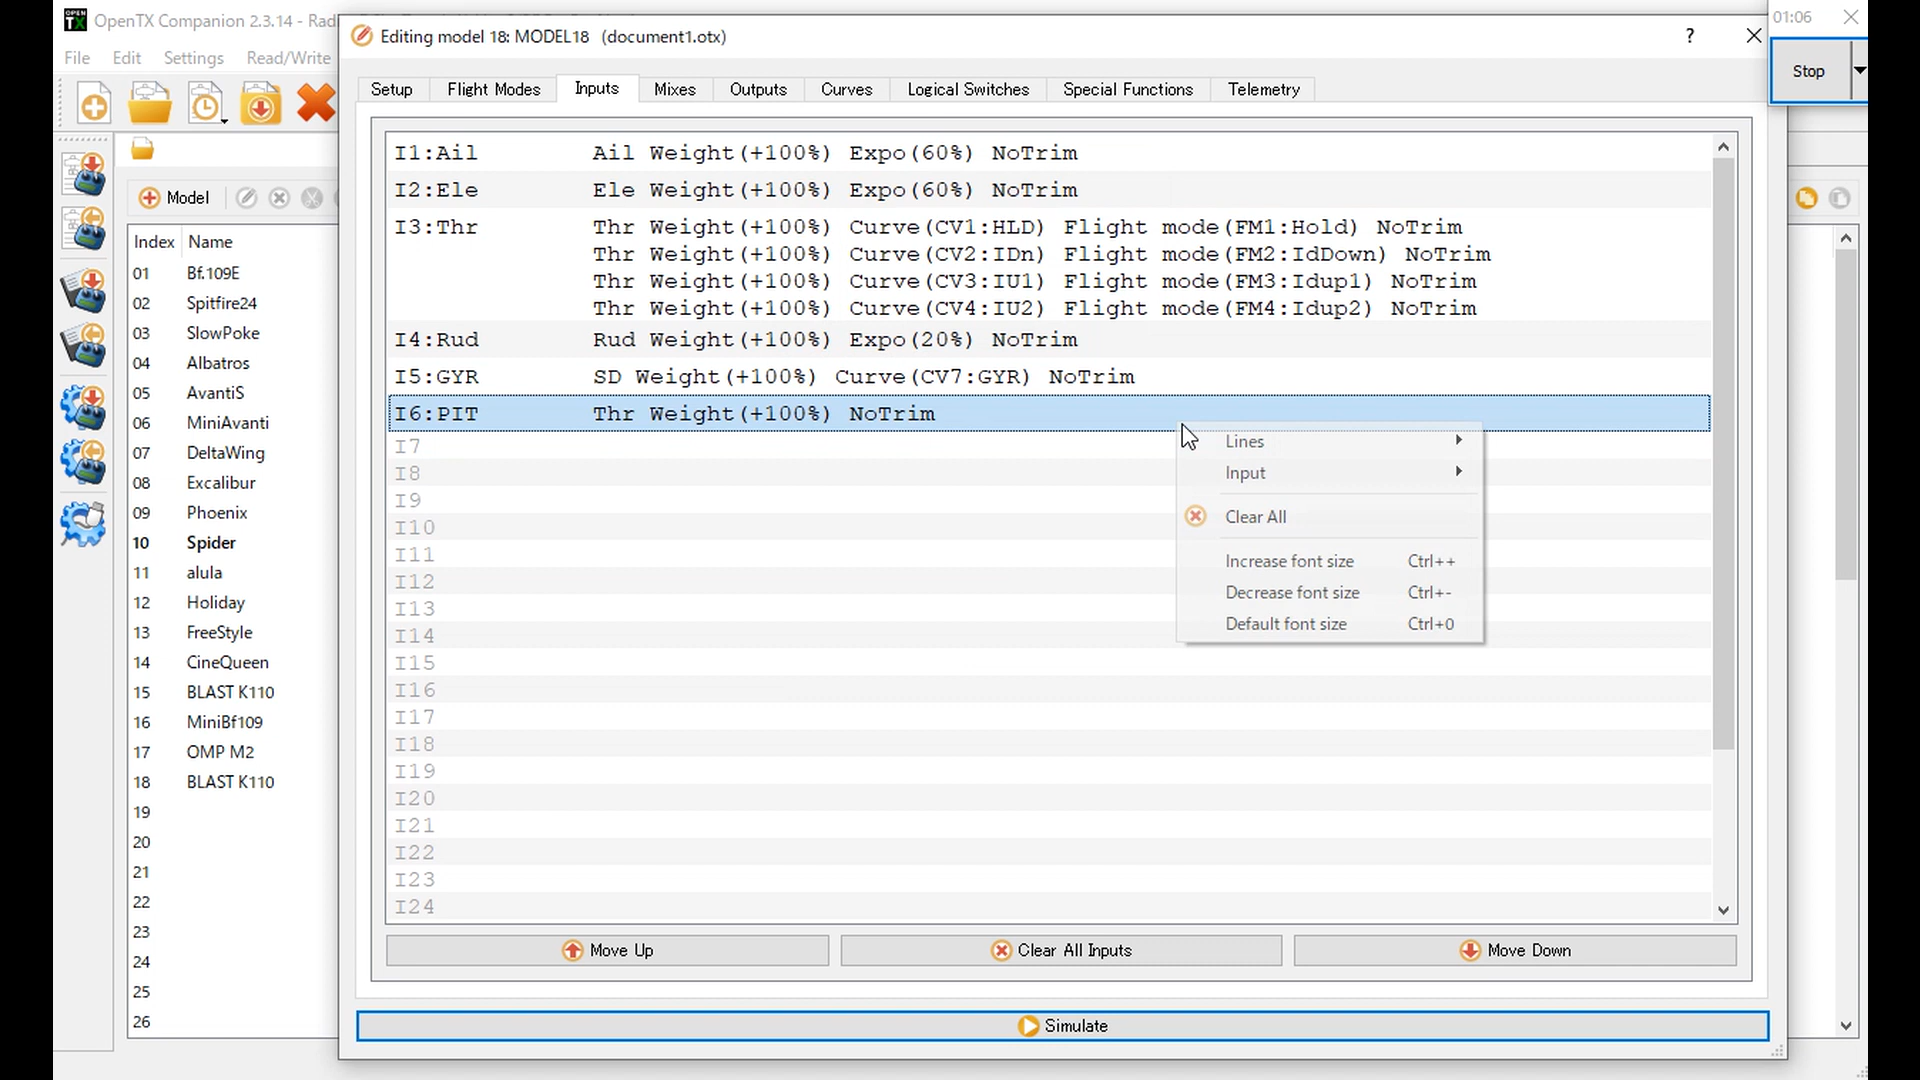 OPEN TX OpenTX Companion 2.3.14 - Radi
Editing model 18: MODEL18 (document1.otx)
?
01:06
Stop
File Edit Settings Read/Write
Setup Flight Modes Inputs Mixes Outputs Curves Logical Switches Special Functions Telemetry
Model
Index Name
01 Bf.109E
02 Spitfire24
03 SlowPoke
04 Albatros
05 AvantiS
06 MiniAvanti
07 DeltaWing
08 Excalibur
09 Phoenix
10 Spider
11 alula
12 Holiday
13 FreeStyle
14 CineQueen
15 BLAST K110
16 MiniBf109
17 OMP M2
18 BLAST K110
19
20
21
22
23
24
25
26
I1:Ail Ail Weight(+100%) Expo(60%) NoTrim
I2:Ele Ele Weight(+100%) Expo(60%) NoTrim
I3:Thr Thr Weight(+100%) Curve(CV1:HLD) Flight mode(FM1:Hold) NoTrim
Thr Weight(+100%) Curve(CV2:IDn) Flight mode(FM2:IdDown) NoTrim
Thr Weight(+100%) Curve(CV3:IU1) Flight mode(FM3:Idup1) NoTrim
Thr Weight(+100%) Curve(CV4:IU2) Flight mode(FM4:Idup2) NoTrim
I4:Rud Rud Weight(+100%) Expo(20%) NoTrim
I5:GYR SD Weight(+100%) Curve(CV7:GYR) NoTrim
I6:PIT Thr Weight(+100%) NoTrim
I7
I8
I9
I10
I11
I12
I13
I14
I15
I16
I17
I18
I19
I20
I21
I22
I23
I24
Lines
Input
Clear All
Increase font size Ctrl++
Decrease font size Ctrl+-
Default font size Ctrl+0
Move Up Clear All Inputs Move Down
Simulate